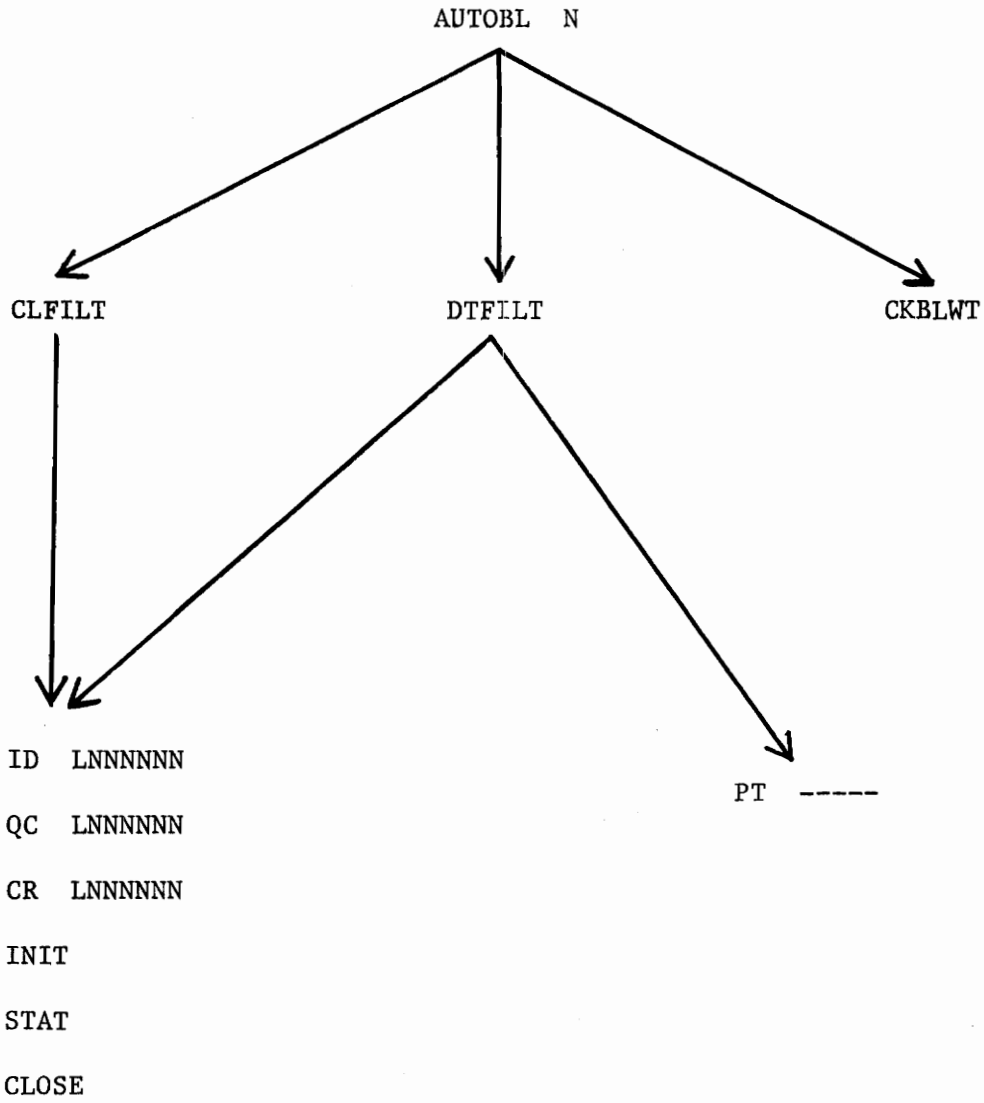 AUTOBL N
CLFILT DTFILT CKBLWT
ID LNNNNNN
PT -----
QC LNNNNNN
CR LNNNNNN
INIT
STAT
CLOSE